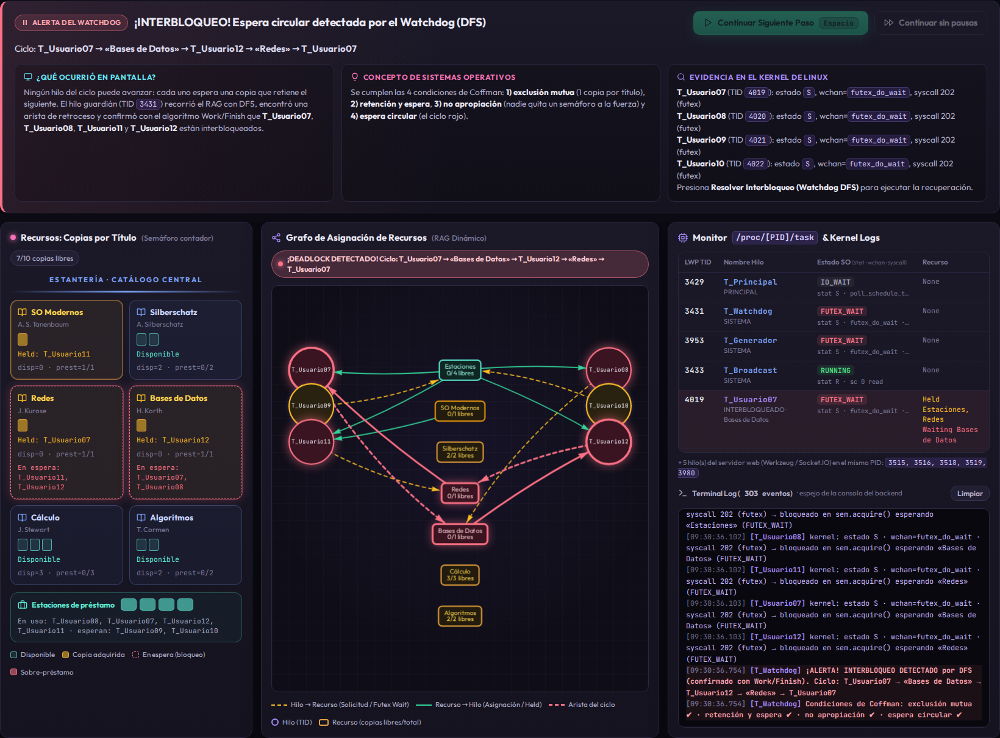 ALERTA DEL WATCHDOG
¡INTERBLOQUEO! Espera circular detectada por el Watchdog (DFS)
Continuar Siguiente Paso Espacio
Continuar sin pausas
Ciclo: T_Usuario07 → «Bases de Datos» → T_Usuario12 → «Redes» → T_Usuario07
¿QUÉ OCURRIÓ EN PANTALLA?
Ningún hilo del ciclo puede avanzar: cada uno espera una copia que retiene el
siguiente. El hilo guardián (TID 3431) recorrió el RAG con DFS, encontró una
arista de retroceso y confirmó con el algoritmo Work/Finish que T_Usuario07,
T_Usuario08, T_Usuario11 y T_Usuario12 están interbloqueados.
CONCEPTO DE SISTEMAS OPERATIVOS
Se cumplen las 4 condiciones de Coffman: 1) exclusión mutua (1 copia por título),
2) retención y espera, 3) no apropiación (nadie quita un semáforo a la fuerza) y
4) espera circular (el ciclo rojo).
EVIDENCIA EN EL KERNEL DE LINUX
T_Usuario07 (TID 4019): estado S, wchan=futex_do_wait, syscall 202
(futex)
T_Usuario08 (TID 4020): estado S, wchan=futex_do_wait, syscall 202
(futex)
T_Usuario09 (TID 4021): estado S, wchan=futex_do_wait, syscall 202
(futex)
T_Usuario10 (TID 4022): estado S, wchan=futex_do_wait, syscall 202
(futex)
Presiona Resolver Interbloqueo (Watchdog DFS) para ejecutar la recuperación.
Recursos: Copias por Título (Semáforo contador)
7/10 copias libres
ESTANTERÍA · CATÁLOGO CENTRAL
SO Modernos
A. S. Tanenbaum
Held: T_Usuario11
disp=0 · prest=1/1
Silberschatz
A. Silberschatz
Disponible
disp=2 · prest=0/2
Redes
J. Kurose
Held: T_Usuario07
disp=0 · prest=1/1
En espera:
T_Usuario11,
T_Usuario12
Bases de Datos
H. Korth
Held: T_Usuario12
disp=0 · prest=1/1
En espera:
T_Usuario07,
T_Usuario08
Cálculo
J. Stewart
Disponible
disp=3 · prest=0/3
Algoritmos
T. Cormen
Disponible
disp=2 · prest=0/2
Estaciones de préstamo
En uso: T_Usuario08, T_Usuario07, T_Usuario12,
T_Usuario11 · esperan: T_Usuario09, T_Usuario10
Disponible
Copia adquirida
En espera (bloqueo)
Sobre-préstamo
Grafo de Asignación de Recursos (RAG Dinámico)
¡DEADLOCK DETECTADO! Ciclo: T_Usuario07 → «Bases de Datos» → T_Usuario12 → «Redes» →
T_Usuario07
T_Usuario07
T_Usuario09
T_Usuario11
Estaciones
0/4 libres
SO Modernos
0/1 libres
Silberschatz
2/2 libres
Redes
0/1 libres
Bases de Datos
0/1 libres
Cálculo
3/3 libres
Algoritmos
2/2 libres
T_Usuario08
T_Usuario10
T_Usuario12
Hilo → Recurso (Solicitud / Futex Wait)
Recurso → Hilo (Asignación / Held)
Arista del ciclo
Hilo (TID)
Recurso (copias libres/total)
Monitor /proc/[PID]/task & Kernel Logs
LWP TID Nombre Hilo Estado SO (stat·wchan·syscall) Recurso
3429 T_Principal IO_WAIT None
PRINCIPAL stat S · poll_schedule_t…
3431 T_Watchdog FUTEX_WAIT None
SISTEMA stat S · futex_do_wait ·…
3953 T_Generador FUTEX_WAIT None
SISTEMA stat S · futex_do_wait ·…
3433 T_Broadcast RUNNING None
SISTEMA stat R · sc 0 read
4019 T_Usuario07 FUTEX_WAIT Held
INTERBLOQUEADO · stat S · futex_do_wait ·… Estaciones,
Bases de Datos Redes
Waiting Bases
de Datos
+ 5 hilo(s) del servidor web (Werkzeug / Socket.IO) en el mismo PID: 3515, 3516, 3518, 3519,
3980
Terminal Log ( 303 eventos) · espejo de la consola del backend
Limpiar
syscall 202 (futex) → bloqueado en sem.acquire() esperando
«Estaciones» (FUTEX_WAIT)
[09:30:36.102] [T_Usuario08] kernel: estado S · wchan=futex_do_wait ·
syscall 202 (futex) → bloqueado en sem.acquire() esperando «Bases de
Datos» (FUTEX_WAIT)
[09:30:36.102] [T_Usuario11] kernel: estado S · wchan=futex_do_wait ·
syscall 202 (futex) → bloqueado en sem.acquire() esperando «Redes»
(FUTEX_WAIT)
[09:30:36.103] [T_Usuario07] kernel: estado S · wchan=futex_do_wait ·
syscall 202 (futex) → bloqueado en sem.acquire() esperando «Bases de
Datos» (FUTEX_WAIT)
[09:30:36.103] [T_Usuario12] kernel: estado S · wchan=futex_do_wait ·
syscall 202 (futex) → bloqueado en sem.acquire() esperando «Redes»
(FUTEX_WAIT)
[09:30:36.754] [T_Watchdog] ¡ALERTA! INTERBLOQUEO DETECTADO por DFS
(confirmado con Work/Finish). Ciclo: T_Usuario07 → «Bases de Datos» →
T_Usuario12 → «Redes» → T_Usuario07
[09:30:36.754] [T_Watchdog] Condiciones de Coffman: exclusión mutua
✔ · retención y espera ✔ · no apropiación ✔ · espera circular ✔